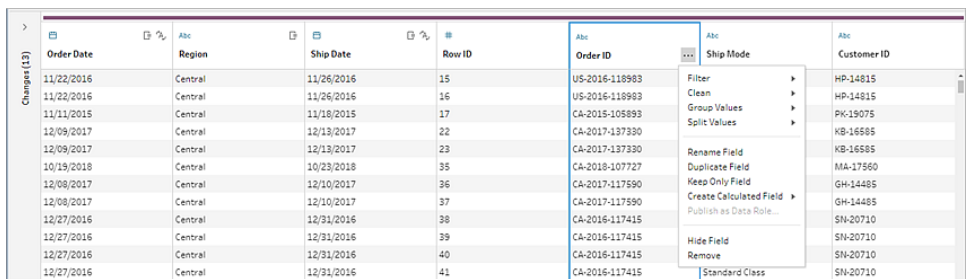 Changes (13)
Abc Abc Abc Abc
Order Date Region Ship Date Row ID Order ID ... Ship Mode Customer ID
11/22/2016 Central 11/26/2016 15 US-2016-118983 Filter HP-14815
11/22/2016 Central 11/26/2016 16 US-2016-118983 Clean HP-14815
11/11/2015 Central 11/18/2015 17 CA-2015-105893 Group Values PK-19075
12/09/2017 Central 12/13/2017 22 CA-2017-137330 Split Values KB-16585
12/09/2017 Central 12/13/2017 23 CA-2017-137330 Rename Field KB-16585
10/19/2018 Central 10/23/2018 35 CA-2018-107727 Duplicate Field MA-17560
12/08/2017 Central 12/10/2017 36 CA-2017-117590 Keep Only Field GH-14485
12/08/2017 Central 12/10/2017 37 CA-2017-117590 Create Calculated Field GH-14485
12/27/2016 Central 12/31/2016 38 CA-2016-117415 Publish as Data Role... SN-20710
12/27/2016 Central 12/31/2016 39 CA-2016-117415 Hide Field SN-20710
12/27/2016 Central 12/31/2016 40 CA-2016-117415 Remove SN-20710
12/27/2016 Central 12/31/2016 41 CA-2016-117415 Standard Class SN-20710